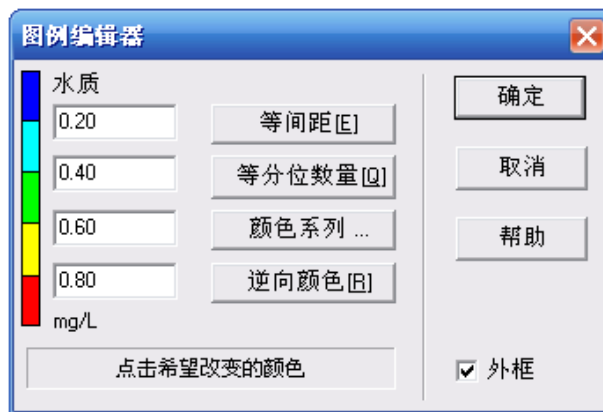 图例编辑器
水质
0.20
等间距[E]
0.40
等分位数量[Q]
0.60
颜色系列 ...
0.80
逆向颜色[R]
mg/L
点击希望改变的颜色
确定
取消
帮助
外框